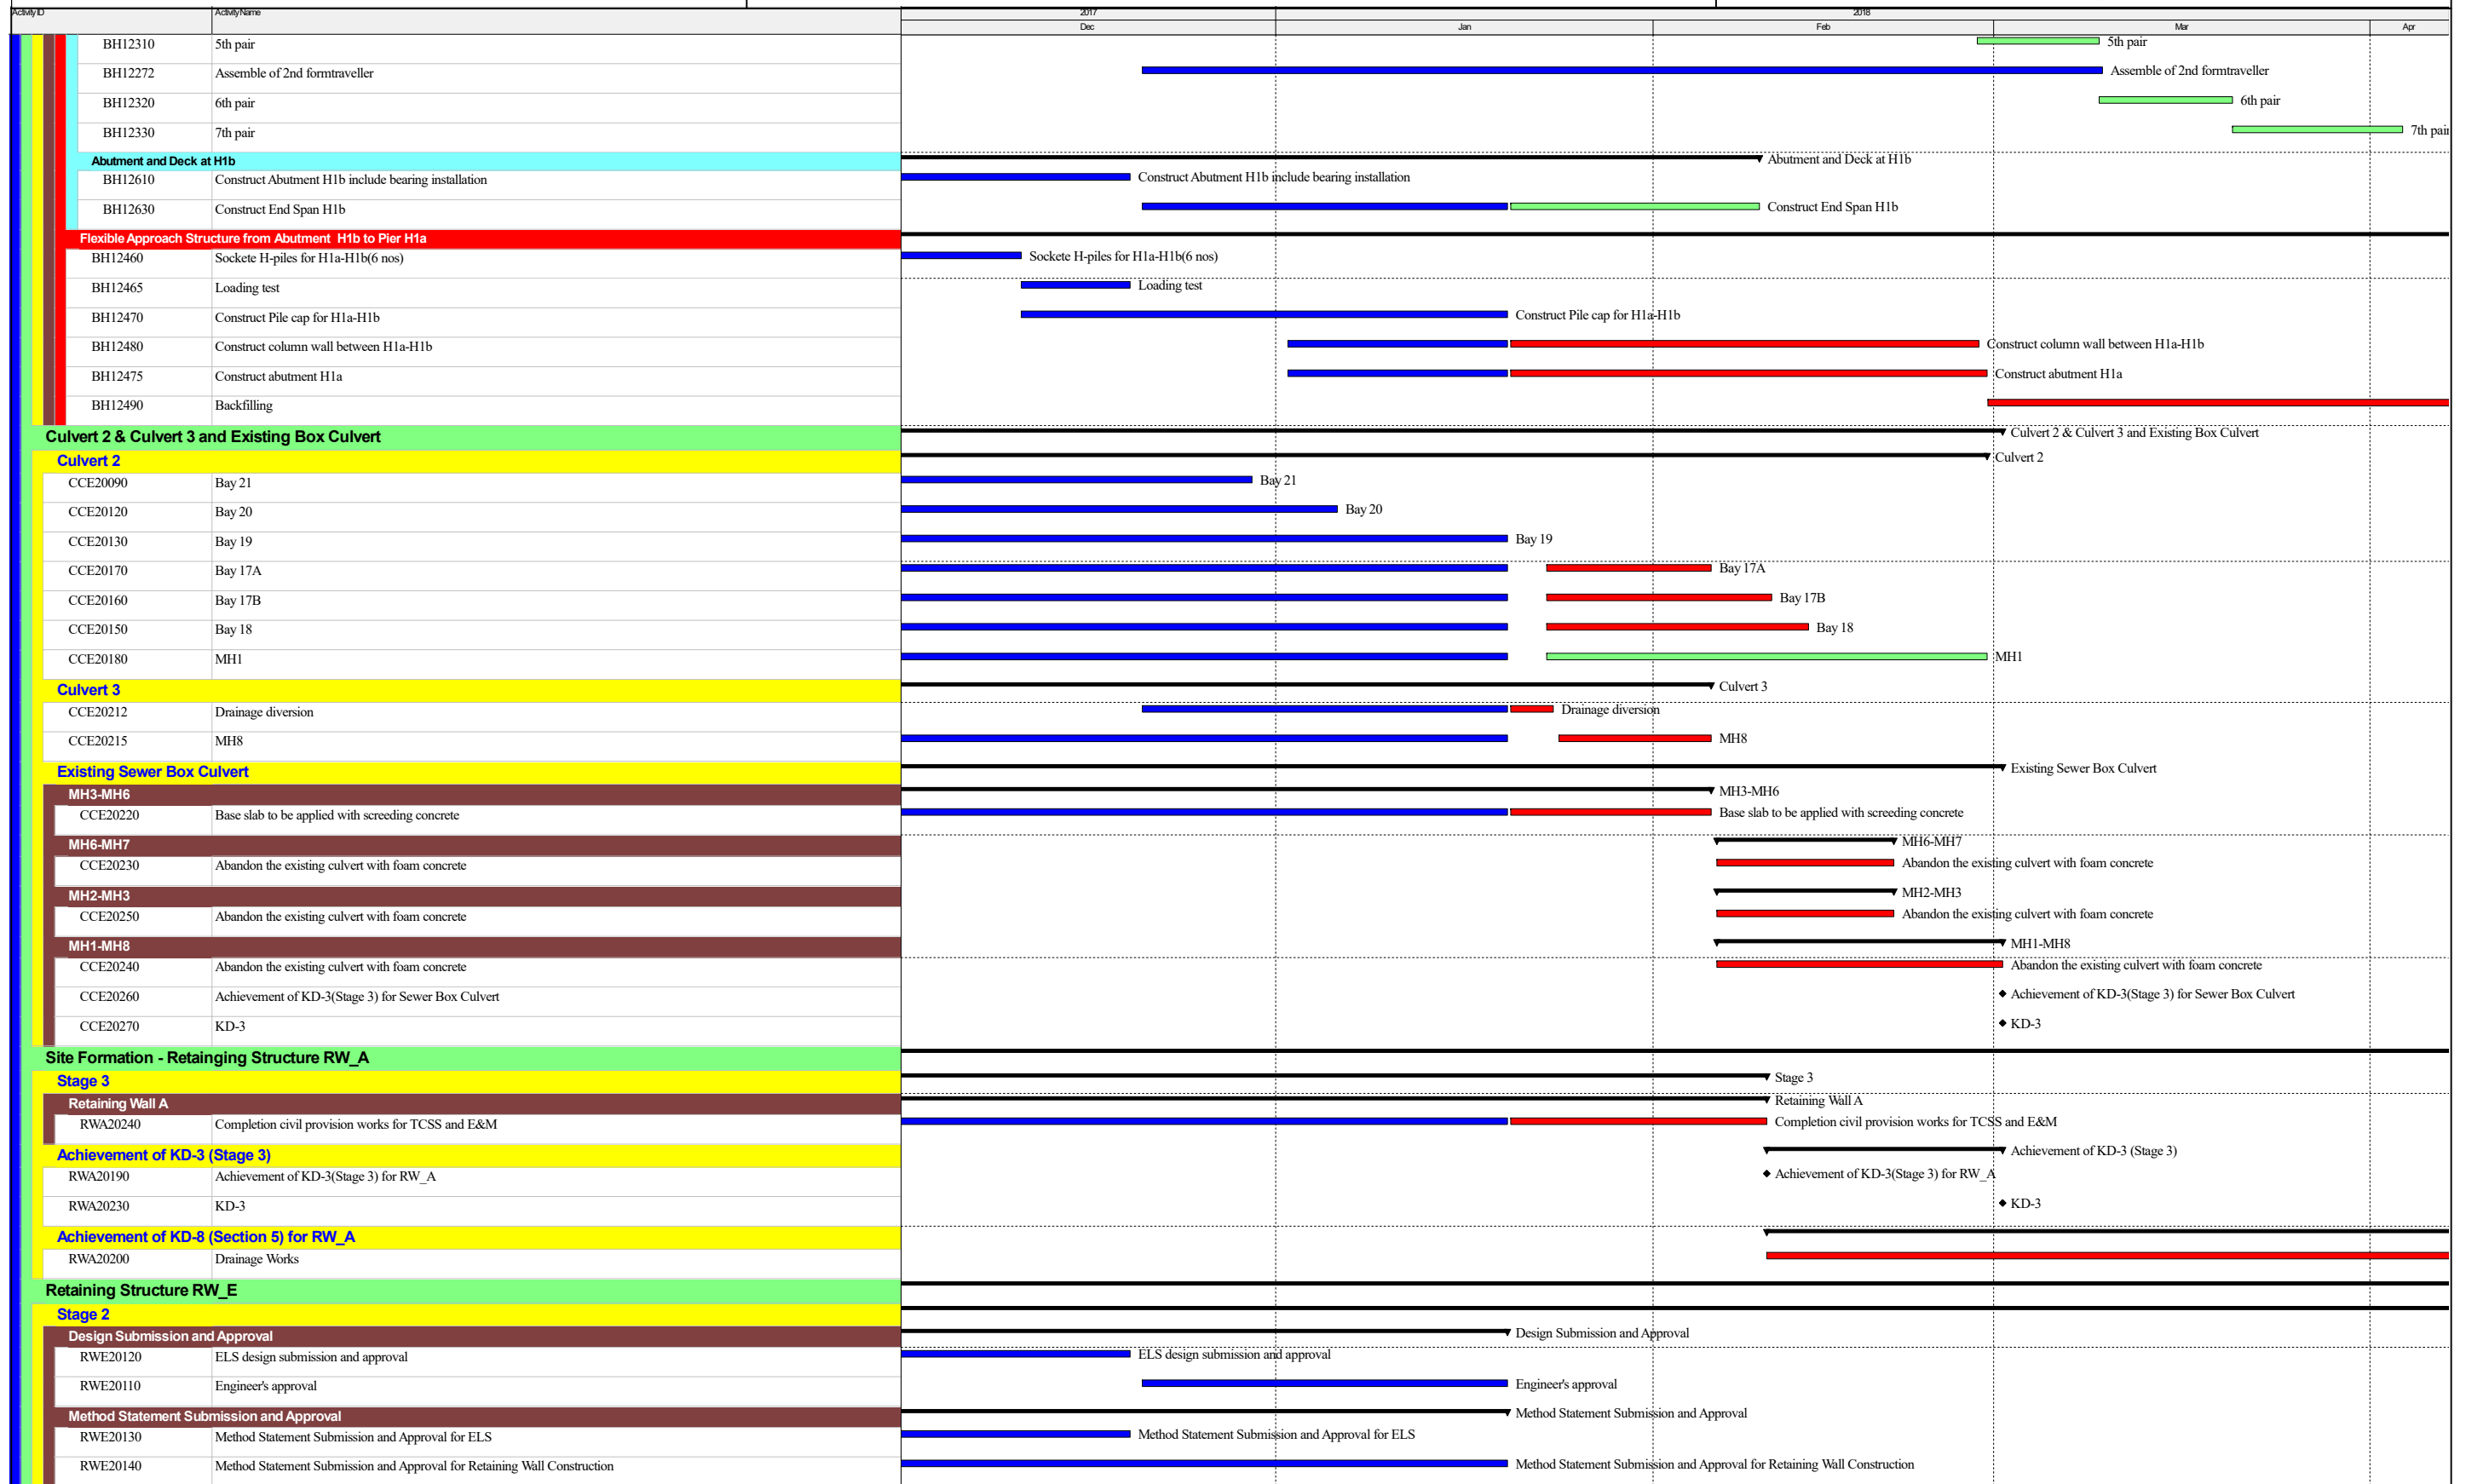 Activity ID Activity Name 2017 2018
Dec Jan Feb Mar Apr
BH12310 5th pair 5th pair
BH12272 Assemble of 2nd formtraveller Assemble of 2nd formtraveller
BH12320 6th pair 6th pair
BH12330 7th pair 7th pair
Abutment and Deck at H1b Abutment and Deck at H1b
BH12610 Construct Abutment H1b include bearing installation Construct Abutment H1b include bearing installation
BH12630 Construct End Span H1b Construct End Span H1b
Flexible Approach Structure from Abutment H1b to Pier H1a
BH12460 Sockete H-piles for H1a-H1b(6 nos) Sockete H-piles for H1a-H1b(6 nos)
BH12465 Loading test Loading test
BH12470 Construct Pile cap for H1a-H1b Construct Pile cap for H1a-H1b
BH12480 Construct column wall between H1a-H1b Construct column wall between H1a-H1b
BH12475 Construct abutment H1a Construct abutment H1a
BH12490 Backfilling
Culvert 2 & Culvert 3 and Existing Box Culvert Culvert 2 & Culvert 3 and Existing Box Culvert
Culvert 2 Culvert 2
CCE20090 Bay 21 Bay 21
CCE20120 Bay 20 Bay 20
CCE20130 Bay 19 Bay 19
CCE20170 Bay 17A Bay 17A
CCE20160 Bay 17B Bay 17B
CCE20150 Bay 18 Bay 18
CCE20180 MH1 MH1
Culvert 3 Culvert 3
CCE20212 Drainage diversion Drainage diversion
CCE20215 MH8 MH8
Existing Sewer Box Culvert Existing Sewer Box Culvert
MH3-MH6 MH3-MH6
CCE20220 Base slab to be applied with screeding concrete Base slab to be applied with screeding concrete
MH6-MH7 MH6-MH7
CCE20230 Abandon the existing culvert with foam concrete Abandon the existing culvert with foam concrete
MH2-MH3 MH2-MH3
CCE20250 Abandon the existing culvert with foam concrete Abandon the existing culvert with foam concrete
MH1-MH8 MH1-MH8
CCE20240 Abandon the existing culvert with foam concrete Abandon the existing culvert with foam concrete
CCE20260 Achievement of KD-3(Stage 3) for Sewer Box Culvert Achievement of KD-3(Stage 3) for Sewer Box Culvert
CCE20270 KD-3 KD-3
Site Formation - Retainging Structure RW_A
Stage 3 Stage 3
Retaining Wall A Retaining Wall A
RWA20240 Completion civil provision works for TCSS and E&M Completion civil provision works for TCSS and E&M
Achievement of KD-3 (Stage 3) Achievement of KD-3 (Stage 3)
RWA20190 Achievement of KD-3(Stage 3) for RW_A Achievement of KD-3(Stage 3) for RW_A
RWA20230 KD-3 KD-3
Achievement of KD-8 (Section 5) for RW_A
RWA20200 Drainage Works
Retaining Structure RW_E
Stage 2
Design Submission and Approval Design Submission and Approval
RWE20120 ELS design submission and approval ELS design submission and approval
RWE20110 Engineer's approval Engineer's approval
Method Statement Submission and Approval Method Statement Submission and Approval
RWE20130 Method Statement Submission and Approval for ELS Method Statement Submission and Approval for ELS
RWE20140 Method Statement Submission and Approval for Retaining Wall Construction Method Statement Submission and Approval for Retaining Wall Construction